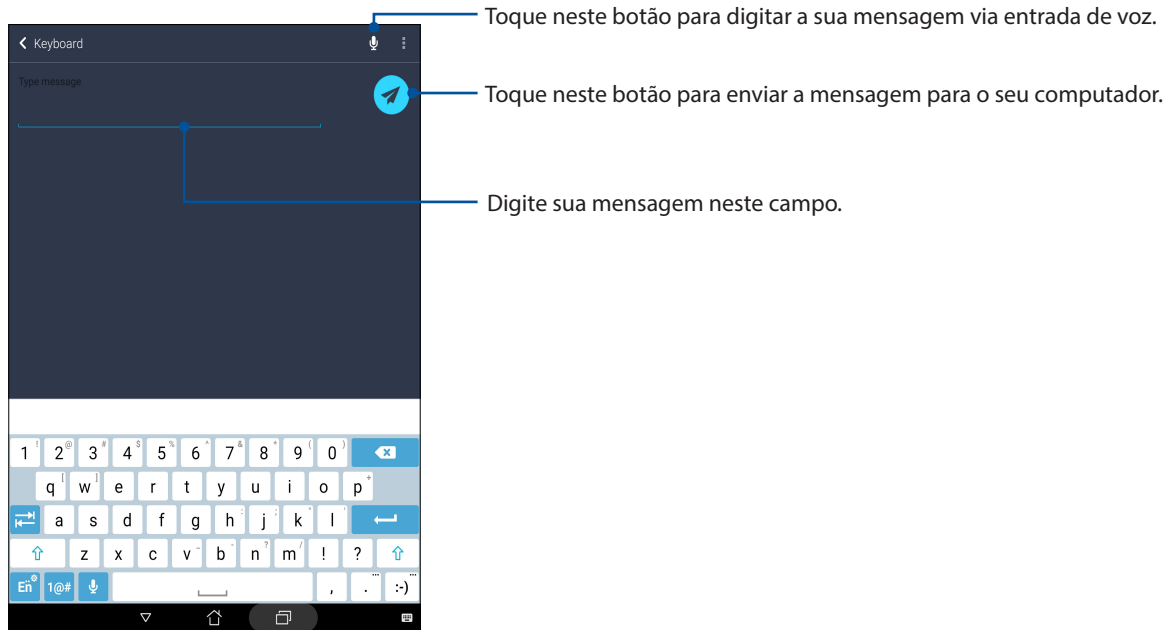 Toque neste botão para digitar a sua mensagem via entrada de voz.
Keyboard
Type message
Toque neste botão para enviar a mensagem para o seu computador.
Digite sua mensagem neste campo.
1 ! 2 @ 3 # 4 $ 5 % 6 ^ 7 & 8 * 9 ( 0 )
q [ w ] e r t y u i o p +
a s d f g h : j ; k " l '
z x c v - b - n ? m / ! ?
En 1@# , . ... :-) ...